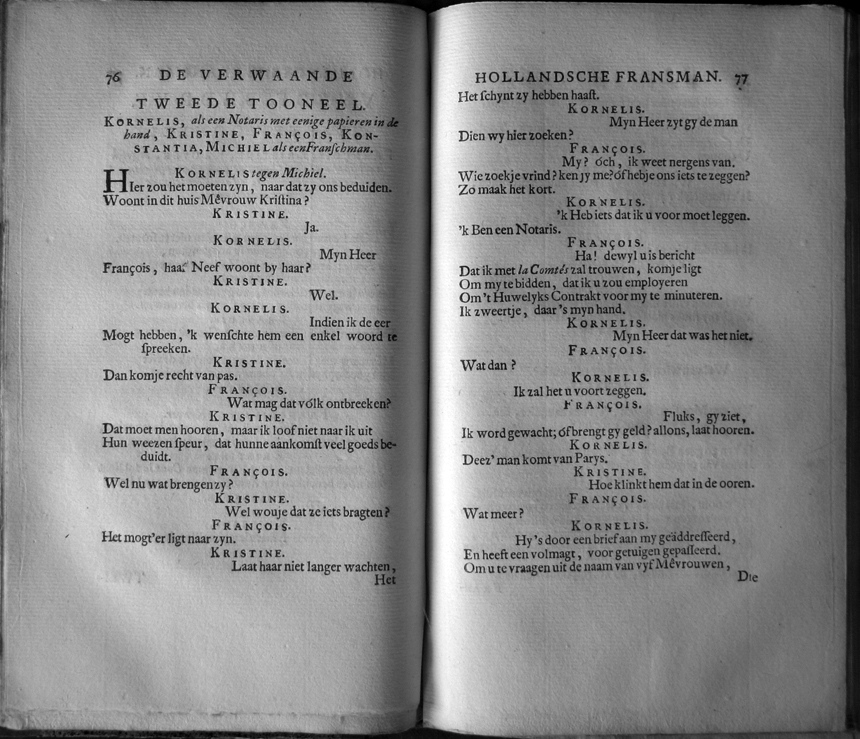 76 DE VERWAANDE
TWEEDE TOONEEL.
KORNELIS, als een Notaris met eenige papieren in de
hand, KRISTINE, FRANÇOIS, KON-
STANTIA, MICHIEL als een Franſchman.
KORNELIS tegen Michiel.
HIer zou het moeten zyn, naar dat zy ons beduiden.
Woont in dit huis Mêvrouw Kriſtina?
KRISTINE.
Ja.
KORNELIS.
Myn Heer
François, haar Neef woont by haar?
KRISTINE.
Wel.
KORNELIS.
Indien ik de eer
Mogt hebben, 'k wenſchte hem een enkel woord te
ſpreeken.
KRISTINE.
Dan komje recht van pas.
FRANÇOIS.
Wat mag dat vólk ontbreeken?
KRISTINE.
Dat moet men hooren, maar ik loof niet naar ik uit
Hun weezen ſpeur, dat hunne aankomſt veel goeds be-
duidt.
FRANÇOIS.
Wel nu wat brengen zy?
KRISTINE.
Wel wouje dat ze iets bragten?
FRANÇOIS.
Het mogt'er ligt naar zyn.
KRISTINE.
Laat haar niet langer wachten,
Het
HOLLANDSCHE FRANSMAN. 77
Het ſchynt zy hebben haaſt.
KORNELIS.
Myn Heer zyt gy de man
Dien wy hier zoeken?
FRANÇOIS.
My? óch, ik weet nergens van.
Wie zoekje vrind? ken jy me? óf hebje ons iets te zeggen?
Zo maak het kort.
KORNELIS.
'k Heb iets dat ik u voor moet leggen.
'k Ben een Notaris.
FRANÇOIS.
Ha! dewyl u is bericht
Dat ik met la Comtés zal trouwen, komje ligt
Om my te bidden, dat ik u zou employeren
Om 't Huwelyks Contrakt voor my te minuteren.
Ik zweertje, daar 's myn hand.
KORNELIS.
Myn Heer dat was het niet.
FRANÇOIS.
Wat dan?
KORNELIS.
Ik zal het u voort zeggen.
FRANÇOIS.
Fluks, gy ziet,
Ik word gewacht; óf brengt gy geld? allons, laat hooren.
KORNELIS.
Deez' man komt van Parys.
KRISTINE.
Hoe klinkt hem dat in de ooren.
FRANÇOIS.
Wat meer?
KORNELIS.
Hy 's door een brief aan my geäddreſſeerd,
En heeft een volmagt, voor getuigen gepaſſeerd.
Om u te vraagen uit de naam van vyf Mêvrouwen,
Die